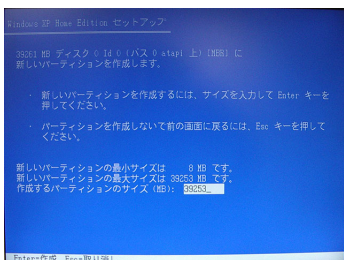 Windows XP Home Edition セットアップ
39261 MB ディスク 0 Id 0 (バス 0 atapi 上) (MBR) に
新しいパーティションを作成します。
・ 新しいパーティションを作成するには、サイズを入力して Enter キーを
押してください。
・ パーティションを作成しないで前の画面に戻るには、Esc キーを押して
ください。
新しいパーティションの最小サイズは 8 MB です。
新しいパーティションの最大サイズは 39253 MB です。
作成するパーティションのサイズ (MB): 39253_
Enter=作成 Esc=取り消し